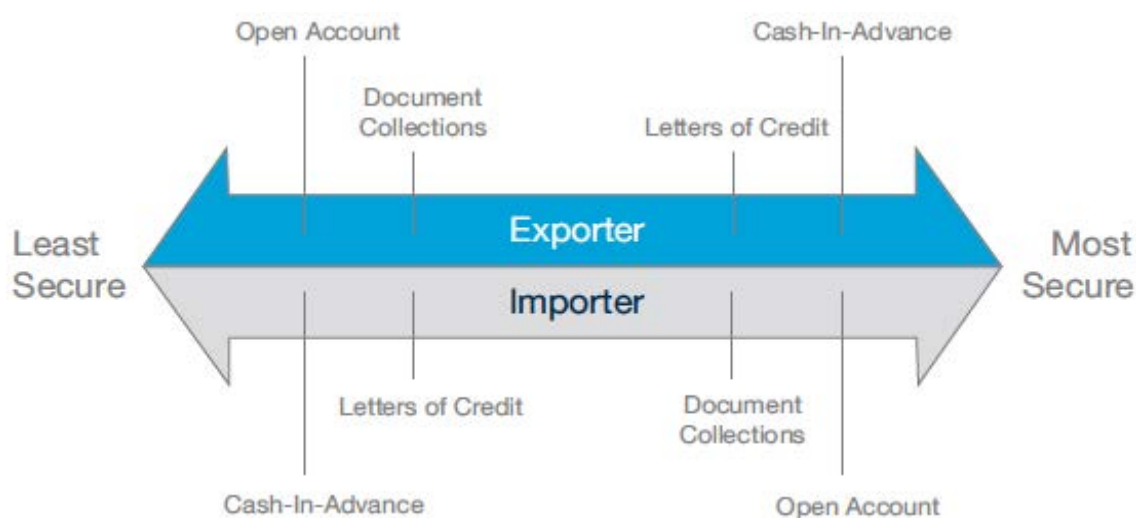 Open Account
Cash-In-Advance
Document
Collections
Letters of Credit
Least
Secure
Exporter
Importer
Most
Secure
Letters of Credit
Document
Collections
Cash-In-Advance
Open Account